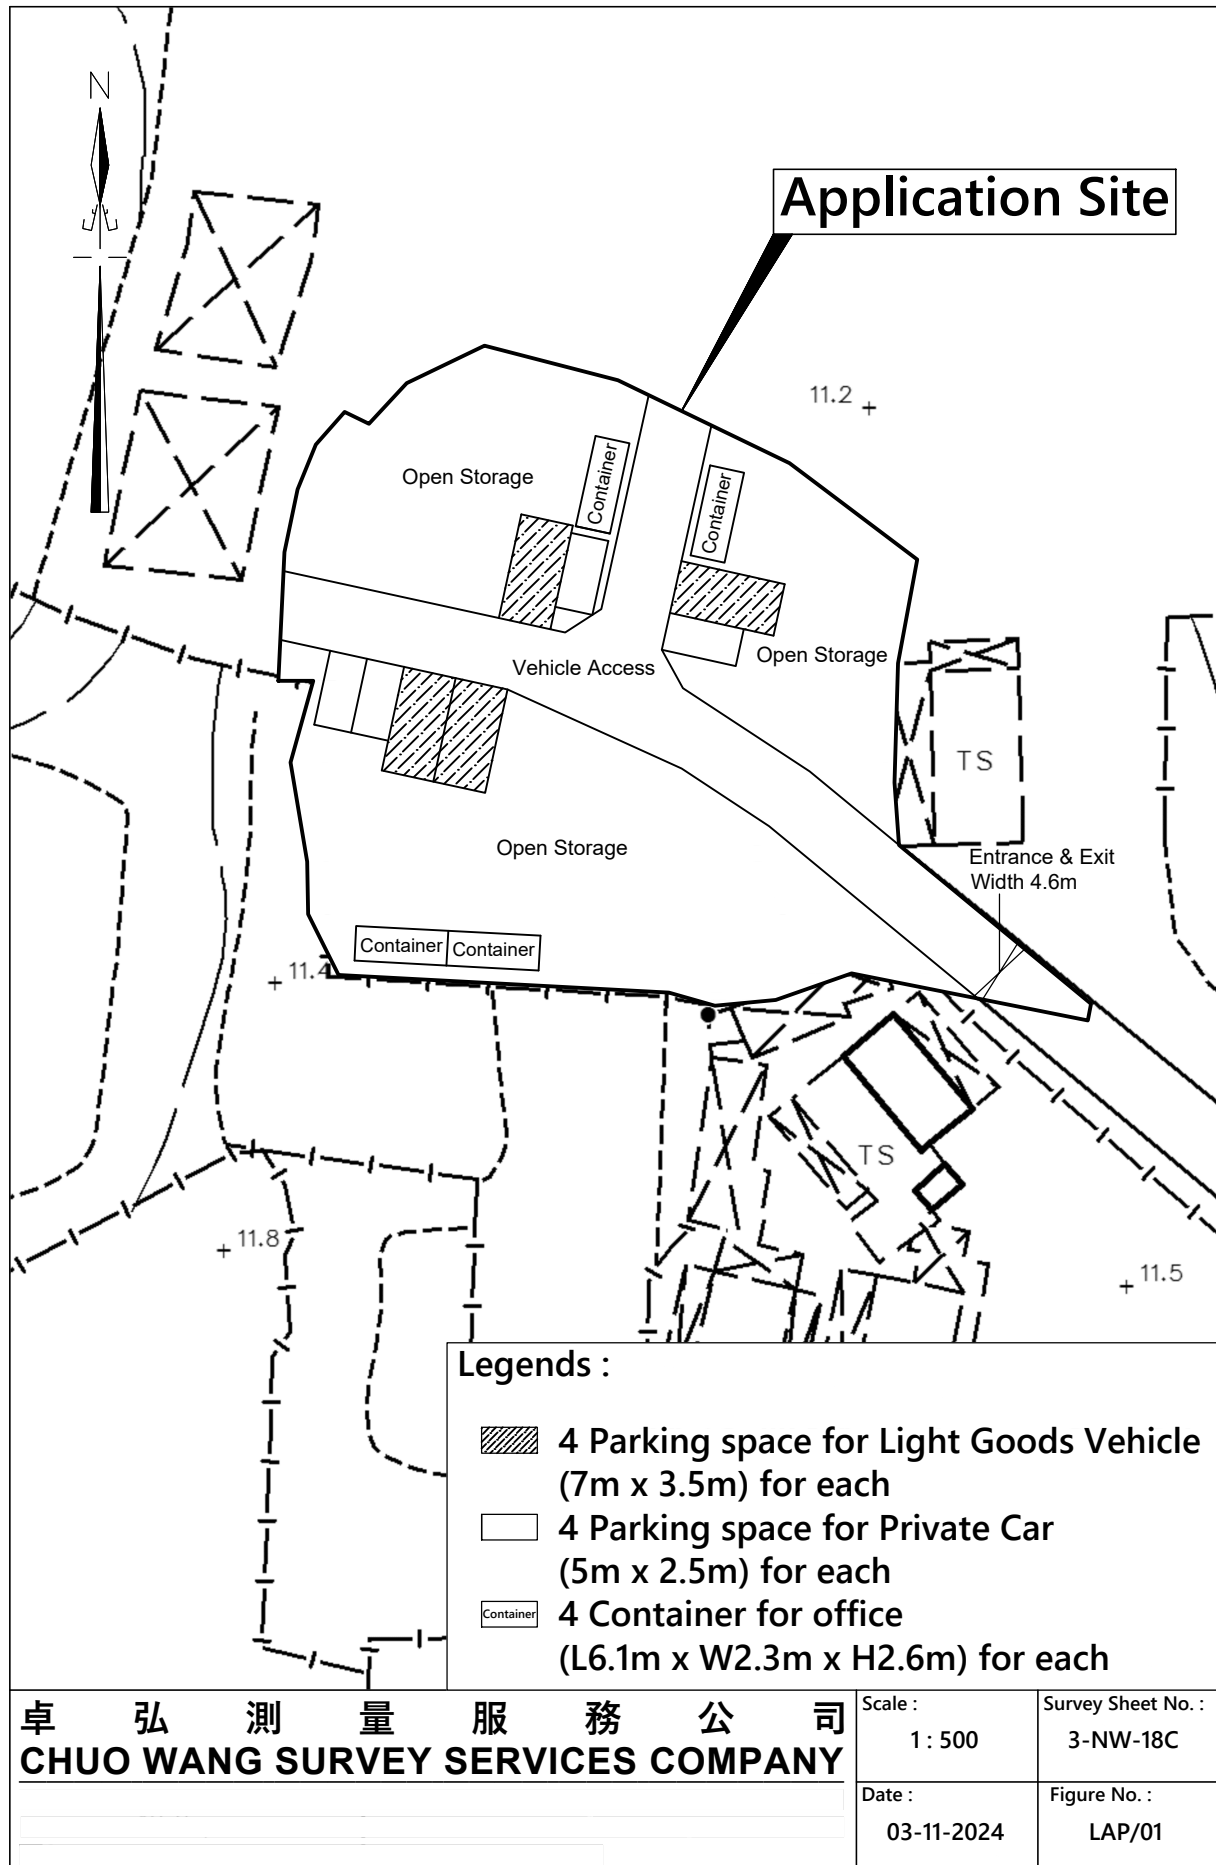 N
Application Site
11.2
Open Storage
Container
Container
Vehicle Access
Open Storage
TS
Open Storage
Entrance & Exit
Width 4.6m
Container
Container
11.4
TS
11.8
11.5
Legends :
4 Parking space for Light Goods Vehicle
(7m x 3.5m) for each
4 Parking space for Private Car
(5m x 2.5m) for each
Container
4 Container for office
(L6.1m x W2.3m x H2.6m) for each
卓弘測量服務公司
CHUO WANG SURVEY SERVICES COMPANY
Scale :
1 : 500
Survey Sheet No. :
3-NW-18C
Date :
03-11-2024
Figure No. :
LAP/01